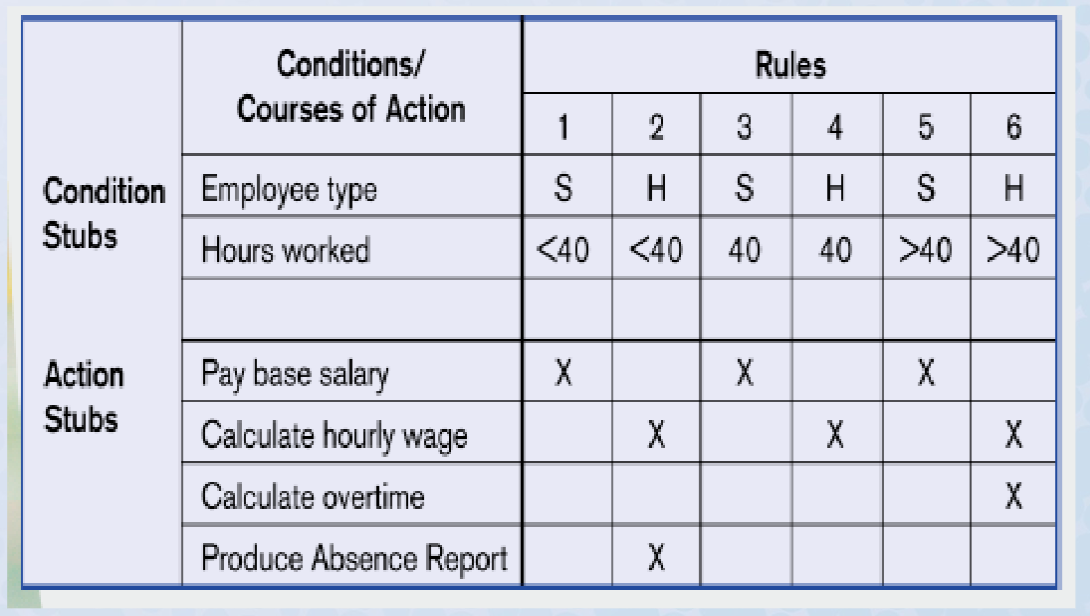 Conditions/
Courses of Action
Rules
1 2 3 4 5 6
Condition
Stubs
Employee type S H S H S H
Hours worked <40 <40 40 40 >40 >40
Action
Stubs
Pay base salary X X X
Calculate hourly wage X X X
Calculate overtime X
Produce Absence Report X